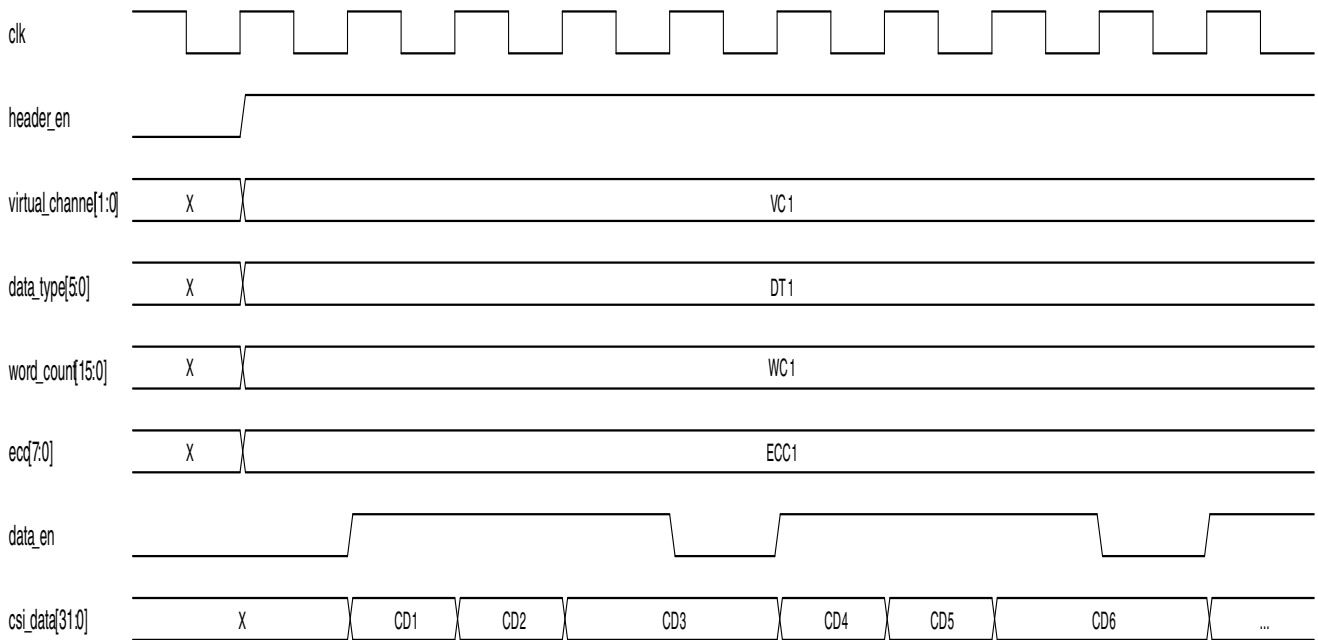 clk
header_en
virtual_channe[1:0] X VC1
data_type[5:0] X DT1
word_count[15:0] X WC1
ecc[7:0] X ECC1
data_en
csi_data[31:0] X CD1 CD2 CD3 CD4 CD5 CD6 ...